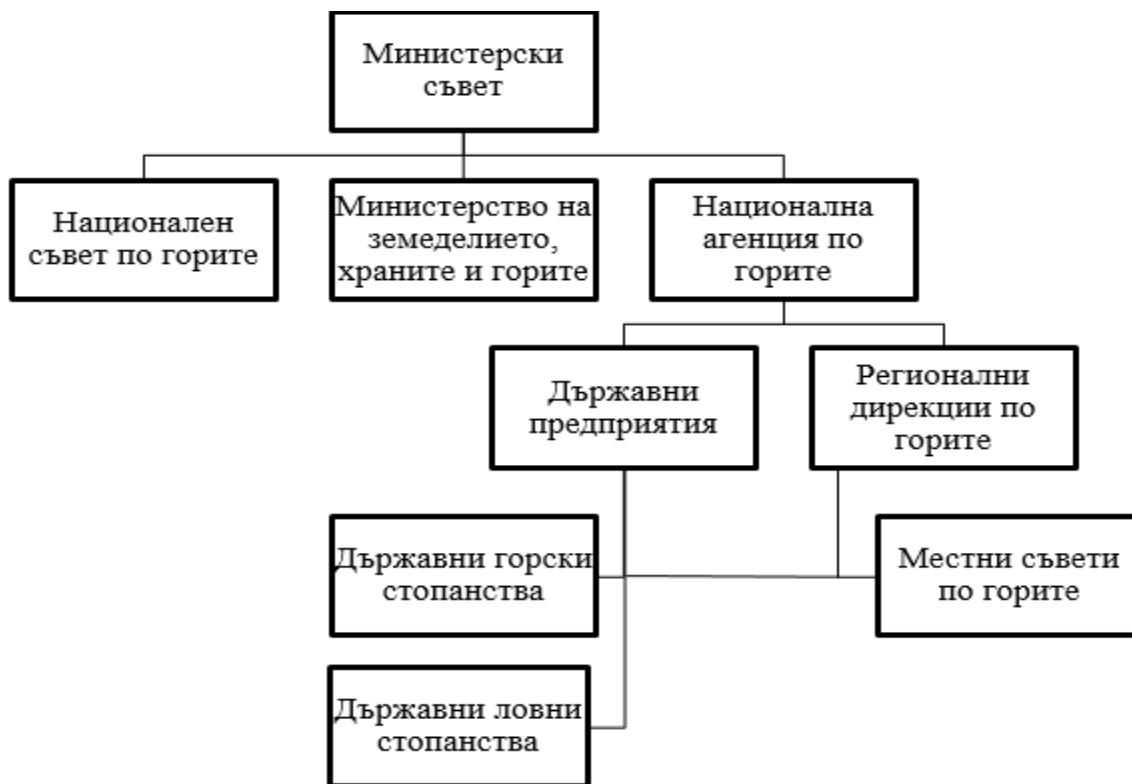 Министерски
съвет
Национален
съвет по горите
Министерство на
земеделието,
храните и горите
Национална
агенция по
горите
Държавни
предприятия
Регионални
дирекции по
горите
Държавни горски
стопанства
Местни съвети
по горите
Държавни ловни
стопанства